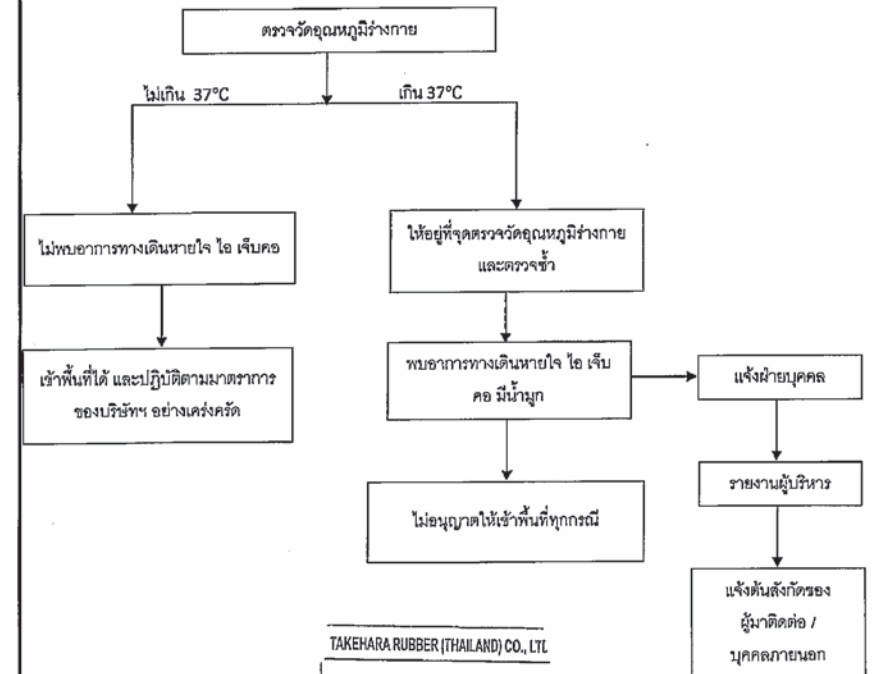 ตรวจวัดอุณหภูมิร่างกาย
ไม่เกิน 37°C
เกิน 37°C
ไม่พบอาการทางเดินหายใจ ไอ เจ็บคอ
ให้อยู่ที่จุดตรวจวัดอุณหภูมิร่างกาย
และตรวจซ้ำ
เข้าพื้นที่ได้ และปฏิบัติตามมาตราการ
ของบริษัทฯ อย่างเคร่งครัด
พบอาการทางเดินหายใจ ไอ เจ็บ
คอ มีน้ำมูก
แจ้งฝ่ายบุคคล
รายงานผู้บริหาร
ไม่อนุญาตให้เข้าพื้นที่ทุกกรณี
แจ้งต้นสังกัดของ
ผู้มาติดต่อ /
บุคคลภายนอก
TAKEHARA RUBBER (THAILAND) CO., LTD.